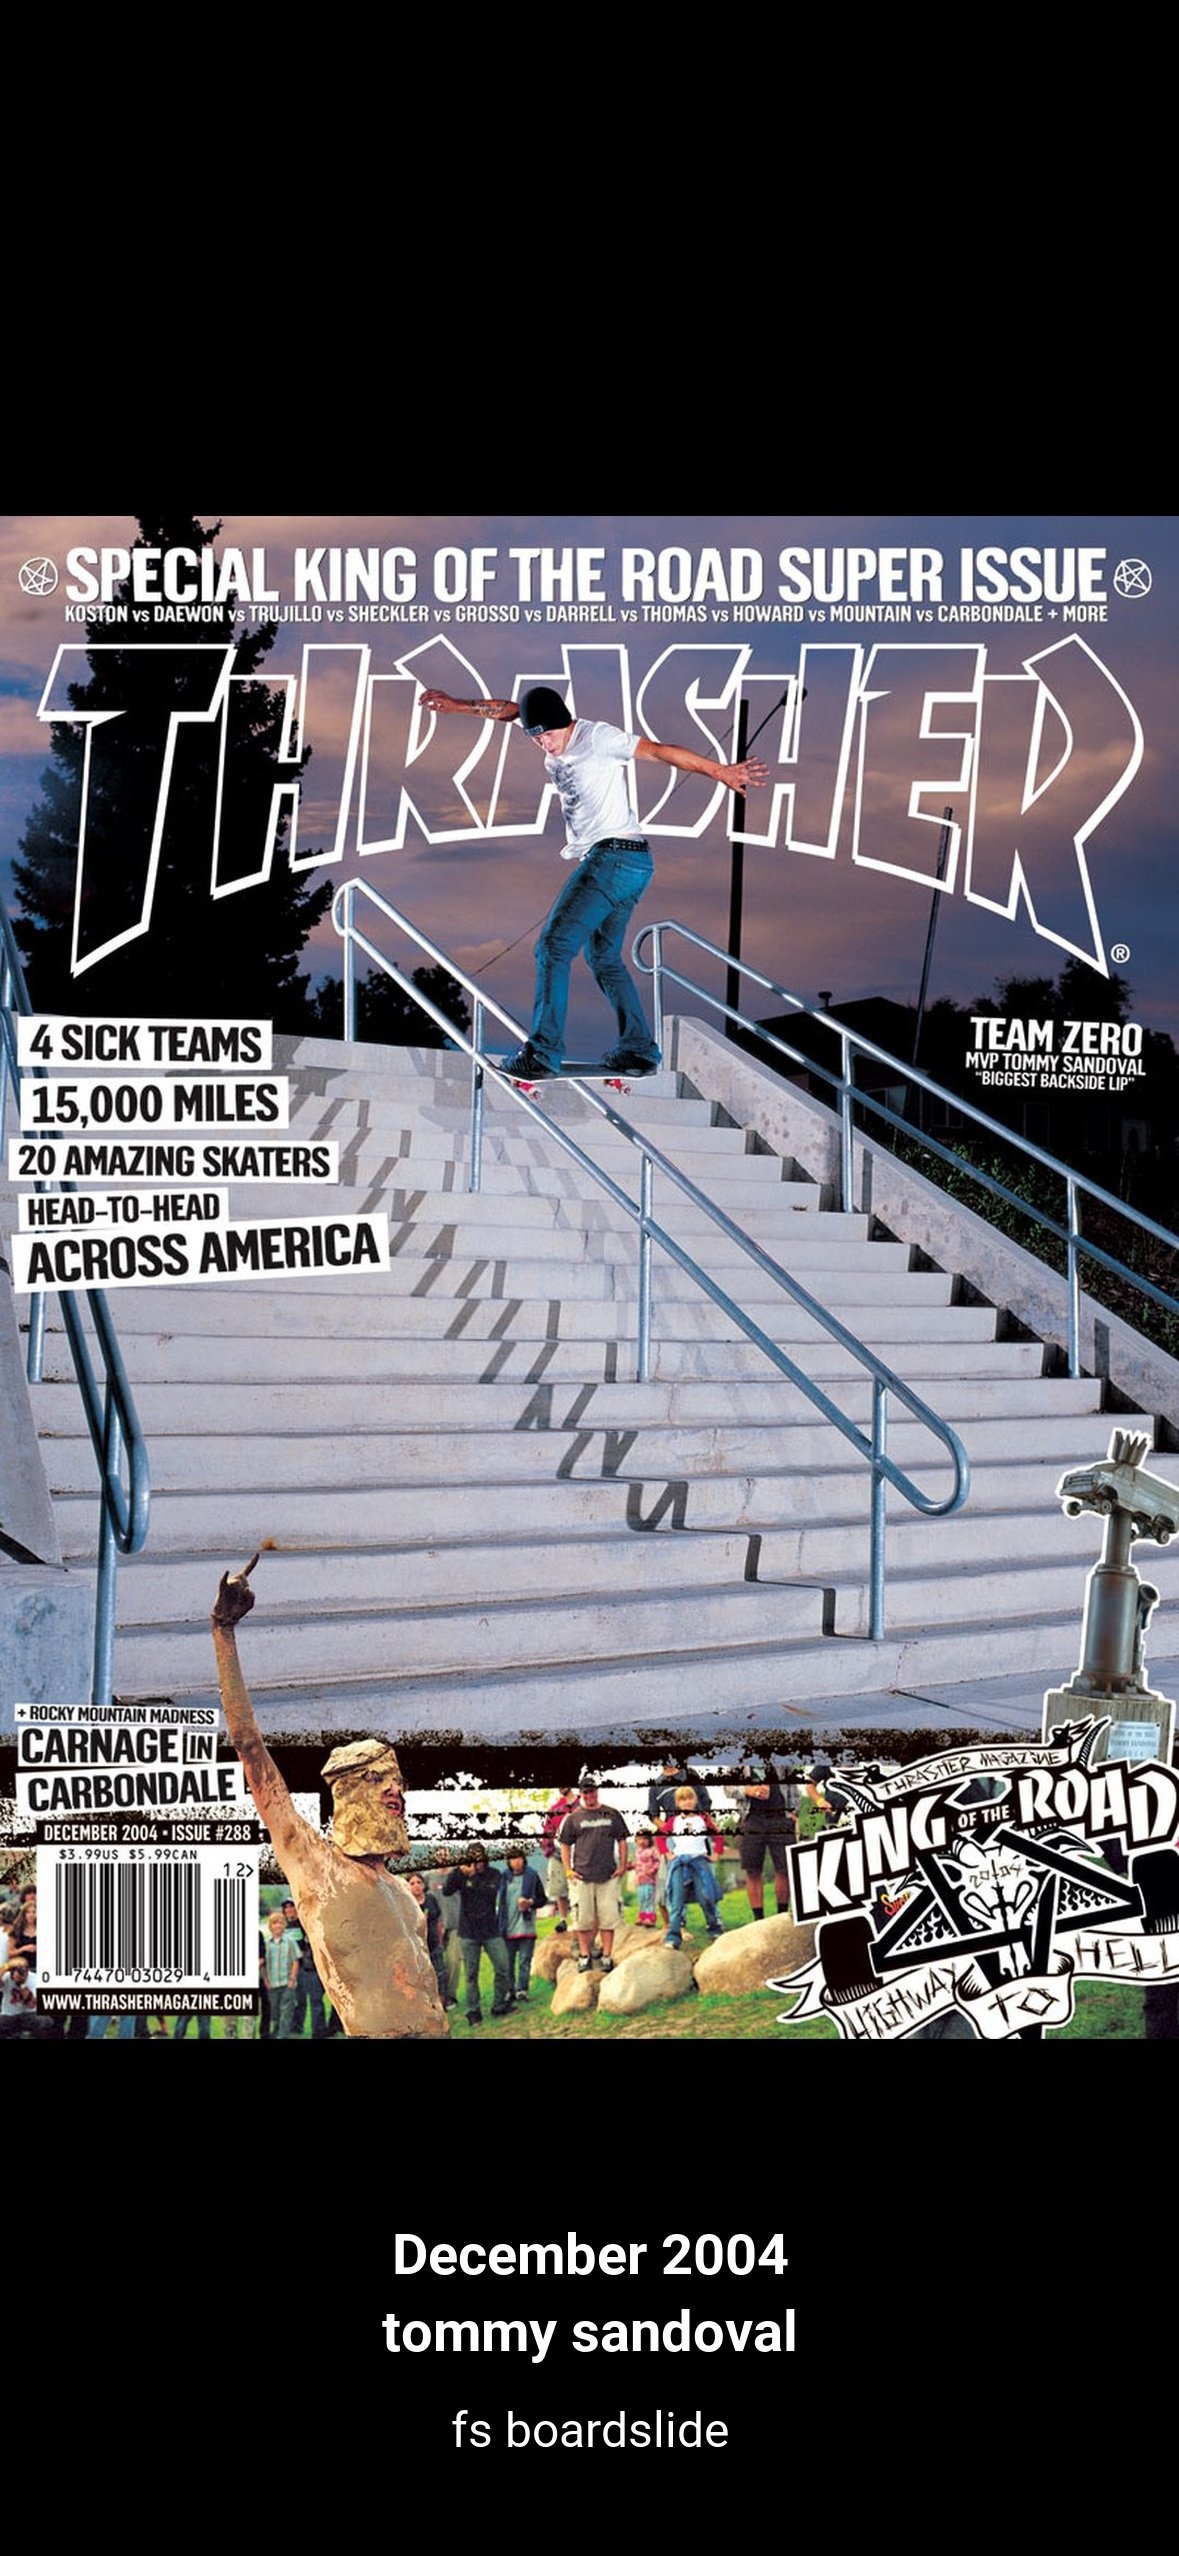 SPECIAL KING OF THE ROAD SUPER ISSUE
KOSTON vs DAEWON vs TRUJILLO vs SHECKLER vs GROSSO vs DARRELL vs THOMAS vs HOWARD vs MOUNTAIN vs CARBONDALE + MORE
THRASHER®
4 SICK TEAMS
15,000 MILES
20 AMAZING SKATERS
HEAD-TO-HEAD
ACROSS AMERICA
TEAM ZERO
MVP TOMMY SANDOVAL
"BIGGEST BACKSIDE LIP"
+ ROCKY MOUNTAIN MADNESS
CARNAGE IN
CARBONDALE
DECEMBER 2004 • ISSUE #288
$3.99US $5.99CAN
12>
0 74470 03029 4
WWW.THRASHERMAGAZINE.COM
THRASHER MAGAZINE
KING OF THE ROAD
HIGHWAY TO HELL
December 2004
tommy sandoval
fs boardslide